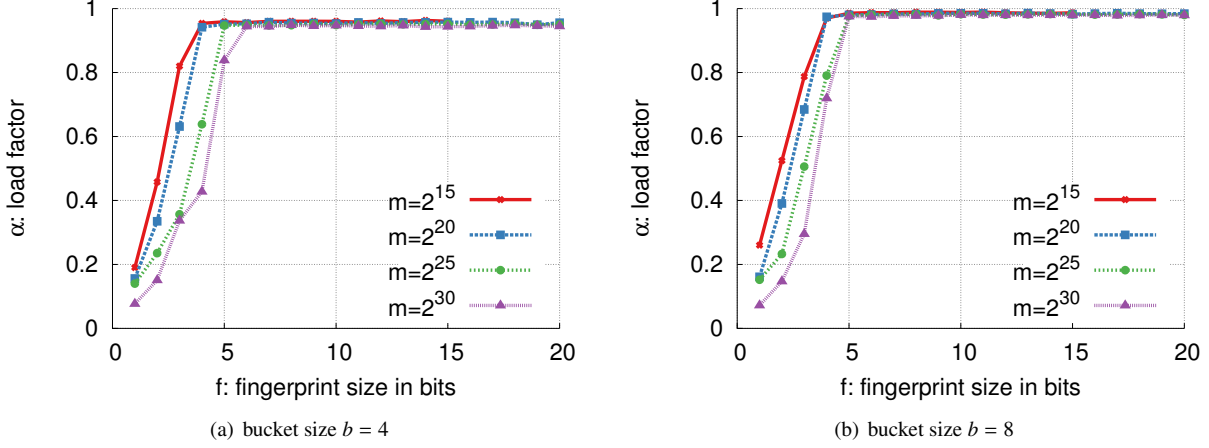 1
0.8
0.6
0.4
0.2
0
α: load factor
m=2^15
m=2^20
m=2^25
m=2^30
0 5 10 15 20
f: fingerprint size in bits
(a) bucket size b = 4
1
0.8
0.6
0.4
0.2
0
α: load factor
m=2^15
m=2^20
m=2^25
m=2^30
0 5 10 15 20
f: fingerprint size in bits
(b) bucket size b = 8